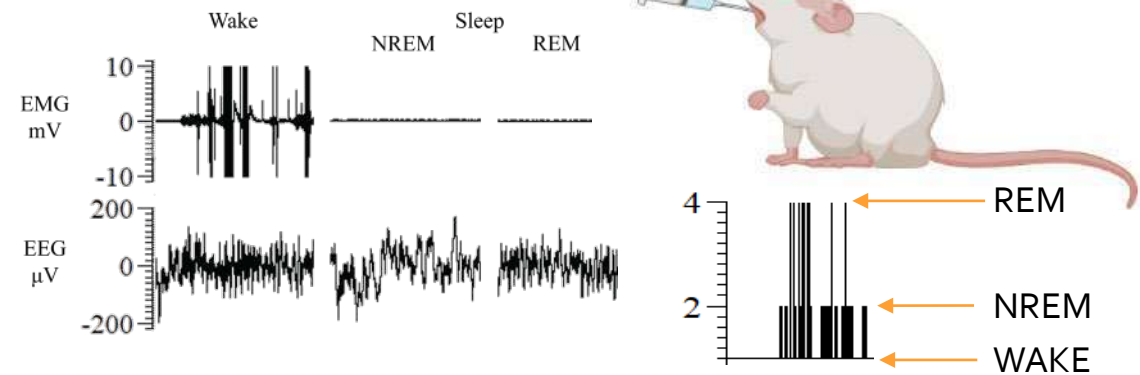 Wake
Sleep
NREM
REM
EMG
mV
10
0
-10
EEG
μV
200
0
-200
4
2
REM
NREM
WAKE